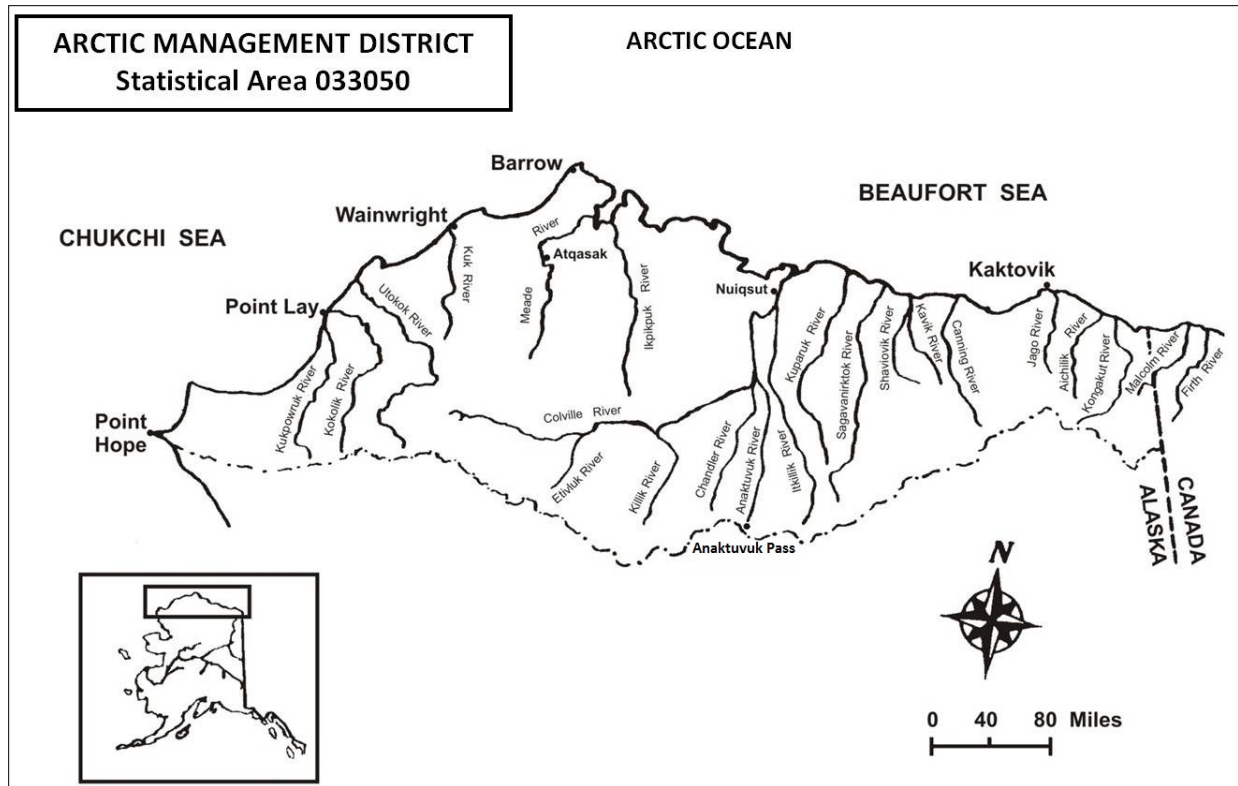 ARCTIC MANAGEMENT DISTRICT
Statistical Area 033050
ARCTIC OCEAN
BEAUFORT SEA
CHUKCHI SEA
Barrow
Wainwright
Point Lay
Point
Hope
Atqasak
Nuiqsut
Kaktovik
Anaktuvuk Pass
Kukpowruk River
Kokolik River
Utokok River
Kuk River
Meade River
Ikpikpuk River
Colville River
Etivluk River
Killik River
Chandler River
Anaktuvuk River
Itkillik River
Kuparuk River
Sagavanirktok River
Shaviovik River
Kavik River
Canning River
Jago River
Aichilik River
Kongakut River
Malcolm River
Firth River
ALASKA
CANADA
N
0 40 80 Miles